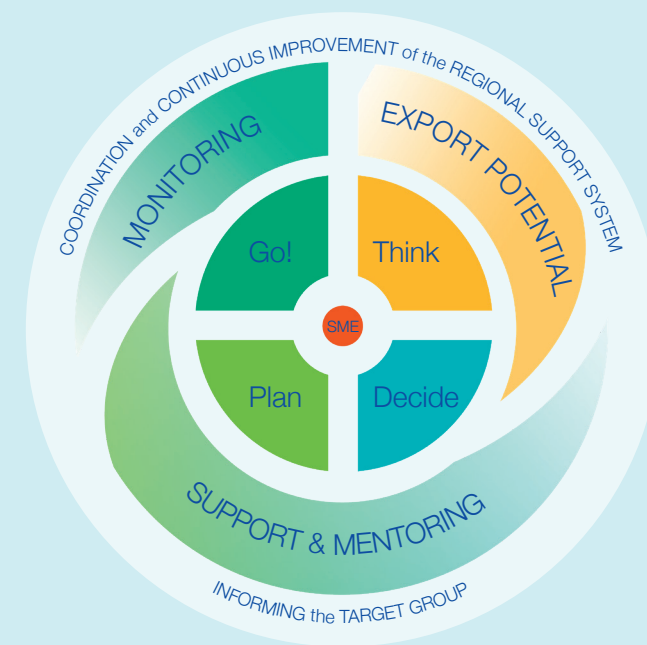 COORDINATION and CONTINUOUS IMPROVEMENT of the REGIONAL SUPPORT SYSTEM
MONITORING
EXPORT POTENTIAL
Go!
Think
SME
Plan
Decide
SUPPORT & MENTORING
INFORMING the TARGET GROUP